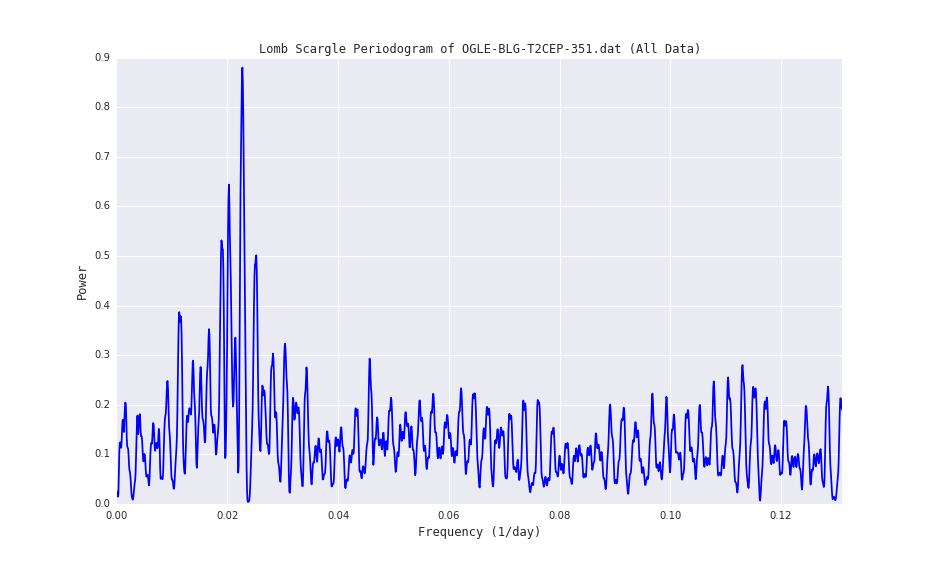 Lomb Scargle Periodogram of OGLE-BLG-T2CEP-351.dat (All Data)
0.9
0.8
0.7
0.6
0.5
0.4
0.3
0.2
0.1
0.0
Power
0.00 0.02 0.04 0.06 0.08 0.10 0.12
Frequency (1/day)